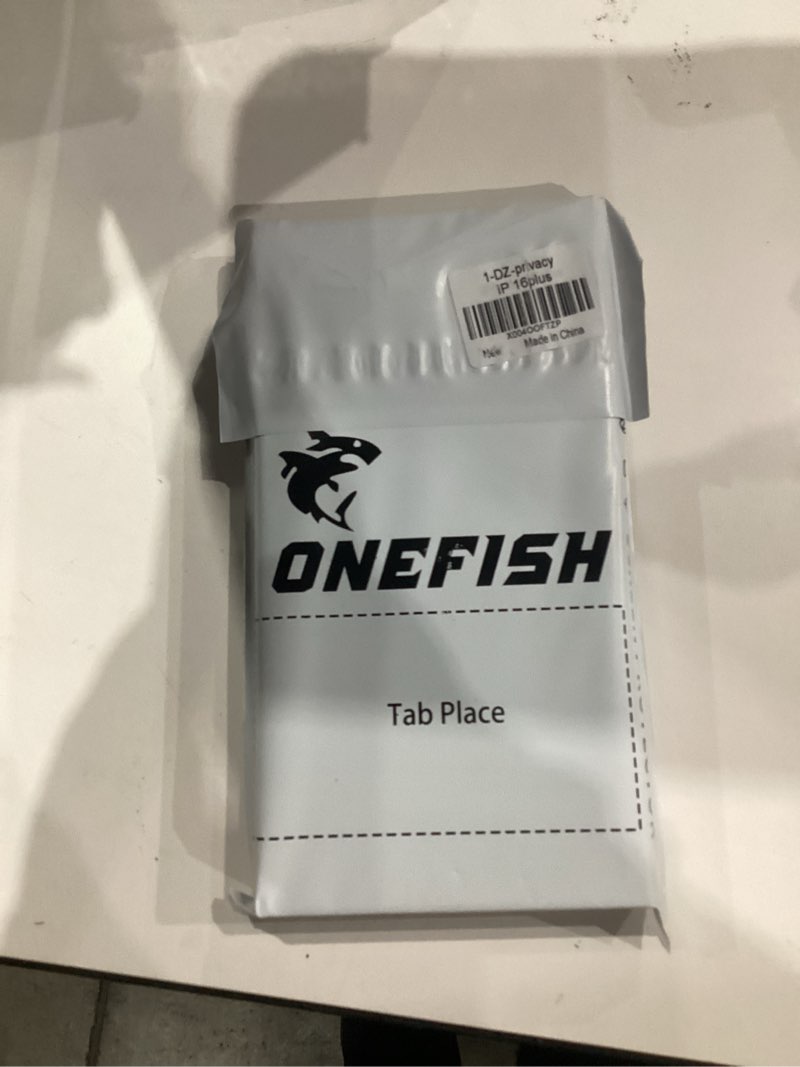 1-DZ-privacy
IP 16plus
New
Made in China
ONEFISH
Tab Place